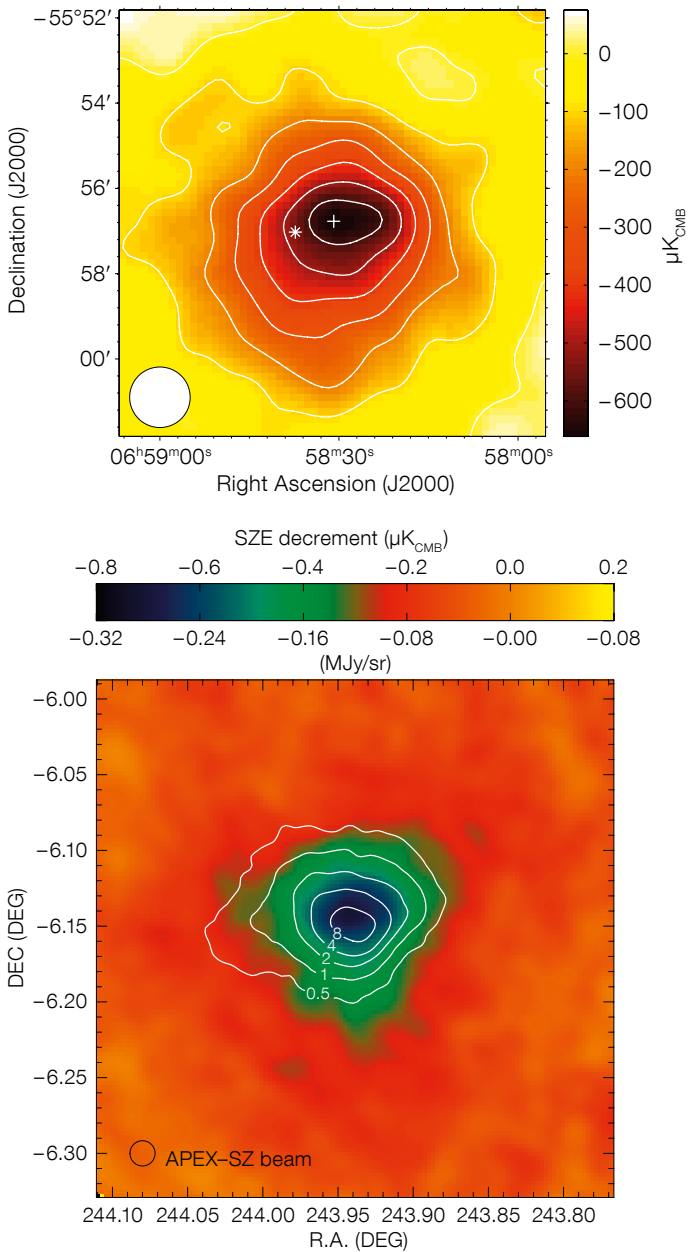 −55°52′
54′
56′
58′
00′
Declination (J2000)
06ʰ59ᵐ00ˢ 58ᵐ30ˢ 58ᵐ00ˢ
Right Ascension (J2000)
0
−100
−200
−300
−400
−500
−600
µK_CMB
SZE decrement (µK_CMB)
−0.8 −0.6 −0.4 −0.2 0.0 0.2
−0.32 −0.24 −0.16 −0.08 −0.00 −0.08
(MJy/sr)
−6.00
−6.05
−6.10
−6.15
−6.20
−6.25
−6.30
DEC (DEG)
8
4
2
1
0.5
APEX–SZ beam
244.10 244.05 244.00 243.95 243.90 243.85 243.80
R.A. (DEG)